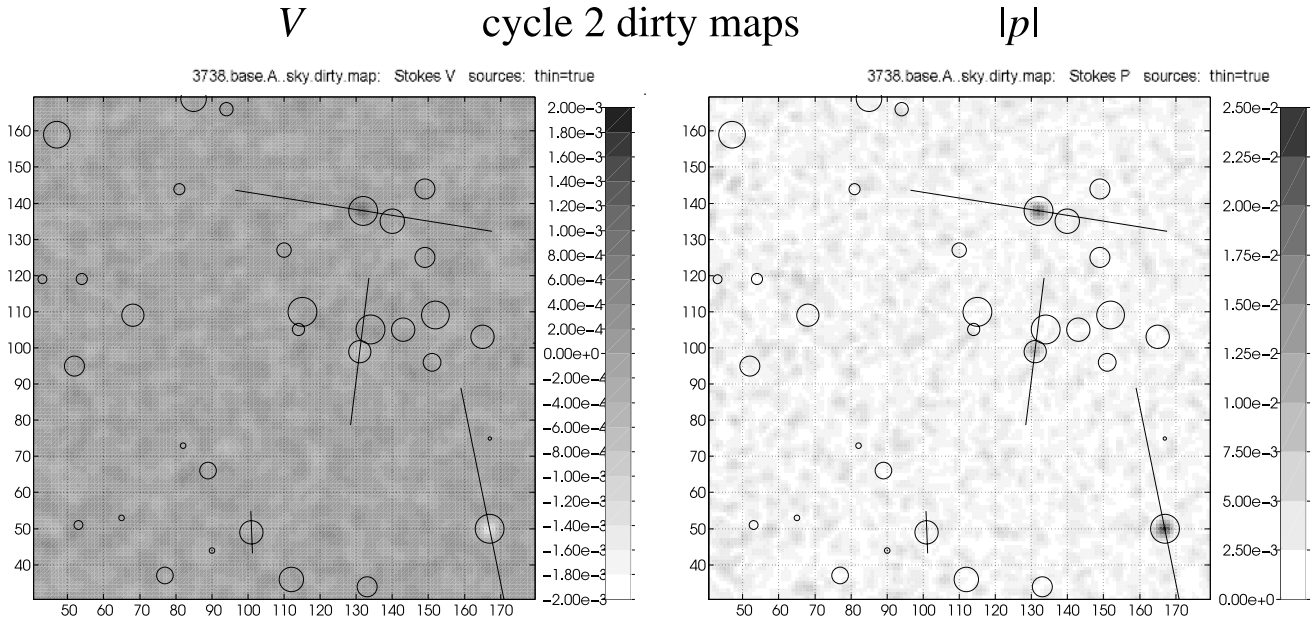 V cycle 2 dirty maps |p|
3738.base.A..sky.dirty.map: Stokes V sources: thin=true
3738.base.A..sky.dirty.map: Stokes P sources: thin=true
160
150
140
130
120
110
100
90
80
70
60
50
40
50 60 70 80 90 100 110 120 130 140 150 160 170
2.00e-3
1.80e-3
1.60e-3
1.40e-3
1.20e-3
1.00e-3
8.00e-4
6.00e-4
4.00e-4
2.00e-4
0.00e+0
-2.00e-4
-4.00e-4
-6.00e-4
-8.00e-4
-1.00e-3
-1.20e-3
-1.40e-3
-1.60e-3
-1.80e-3
-2.00e-3
160
150
140
130
120
110
100
90
80
70
60
50
40
50 60 70 80 90 100 110 120 130 140 150 160 170
2.50e-2
2.25e-2
2.00e-2
1.75e-2
1.50e-2
1.25e-2
1.00e-2
7.50e-3
5.00e-3
2.50e-3
0.00e+0